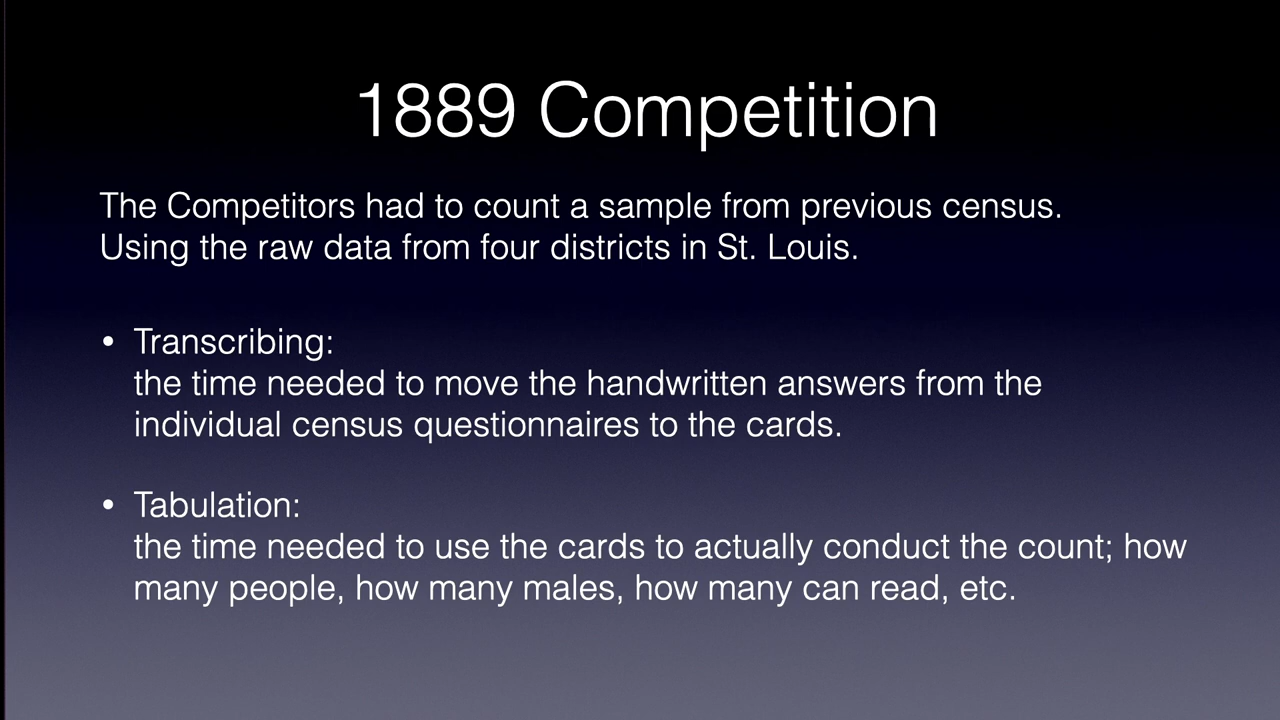 1889 Competition
The Competitors had to count a sample from previous census.
Using the raw data from four districts in St. Louis.
• Transcribing:
the time needed to move the handwritten answers from the
individual census questionnaires to the cards.
• Tabulation:
the time needed to use the cards to actually conduct the count; how
many people, how many males, how many can read, etc.